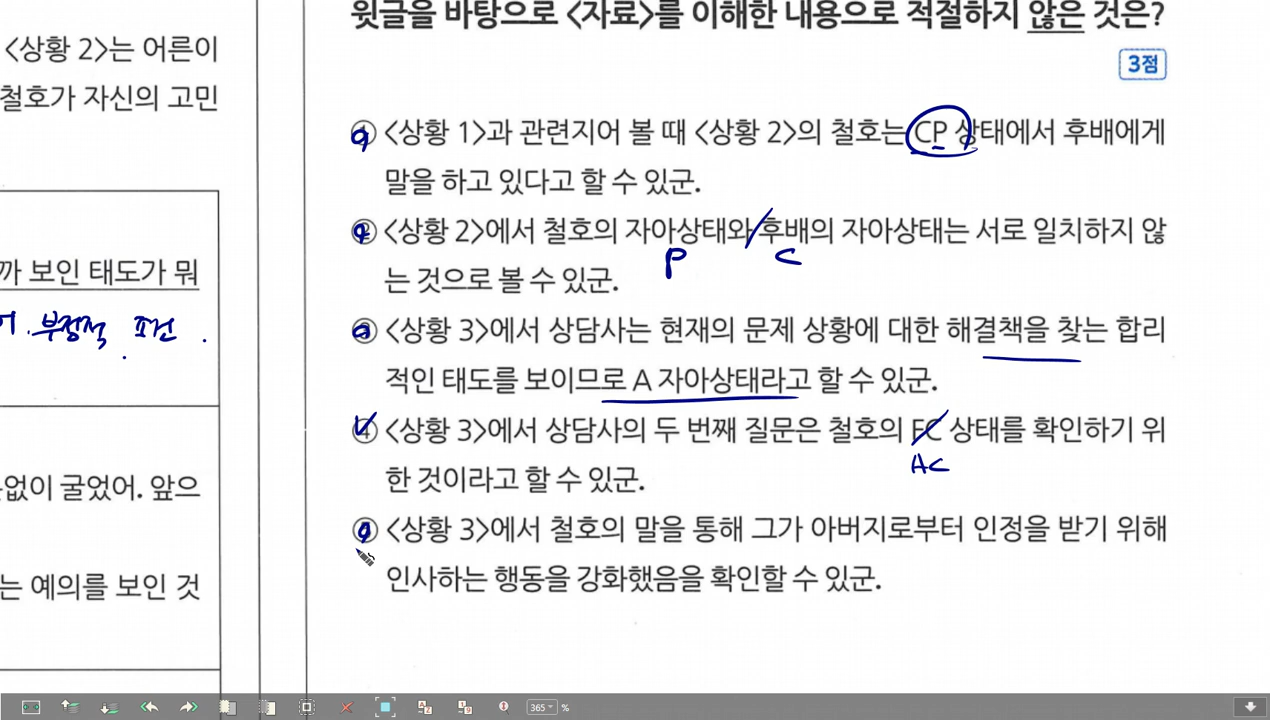 윗글을 바탕으로 <자료>를 이해한 내용으로 적절하지 않은 것은?
3점
<상황 2>는 어른이
철호가 자신의 고민
까 보인 태도가 뭐
부정적 조건.
없이 굴었어. 앞으
는 예의를 보인 것
① <상황 1>과 관련지어 볼 때 <상황 2>의 철호는 CP 상태에서 후배에게
말을 하고 있다고 할 수 있군.
② <상황 2>에서 철호의 자아상태와 후배의 자아상태는 서로 일치하지 않
P C
는 것으로 볼 수 있군.
③ <상황 3>에서 상담사는 현재의 문제 상황에 대한 해결책을 찾는 합리
적인 태도를 보이므로 A 자아상태라고 할 수 있군.
④ <상황 3>에서 상담사의 두 번째 질문은 철호의 FC 상태를 확인하기 위
AC
한 것이라고 할 수 있군.
⑤ <상황 3>에서 철호의 말을 통해 그가 아버지로부터 인정을 받기 위해
인사하는 행동을 강화했음을 확인할 수 있군.
365 %